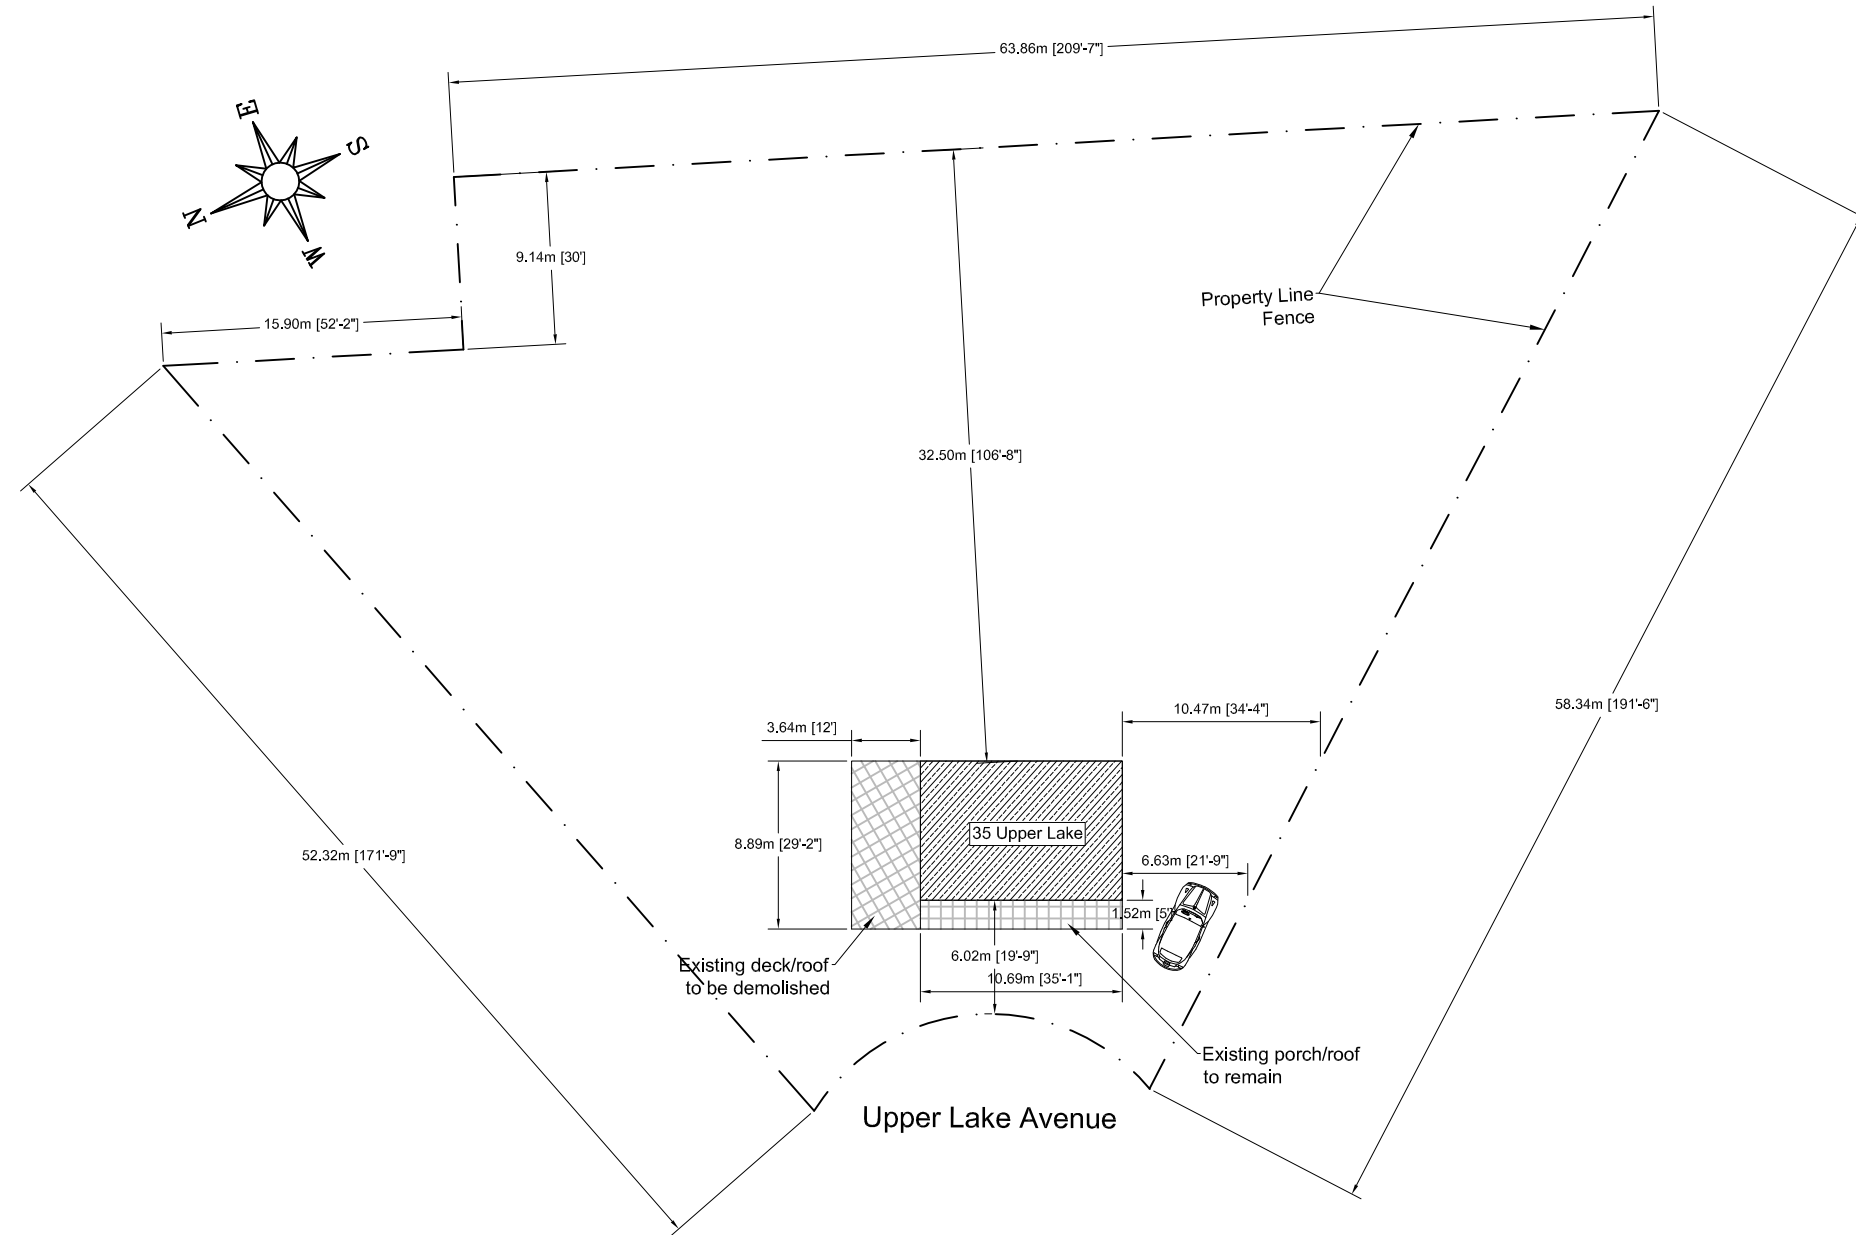 63.86m [209'-7"]
E
S
N
W
9.14m [30']
15.90m [52'-2"]
Property Line
Fence
32.50m [106'-8"]
58.34m [191'-6"]
10.47m [34'-4"]
3.64m [12']
35 Upper Lake
8.89m [29'-2"]
52.32m [171'-9"]
6.63m [21'-9"]
1.52m [5']
6.02m [19'-9"]
Existing deck/roof
to be demolished
10.69m [35'-1"]
Existing porch/roof
to remain
Upper Lake Avenue